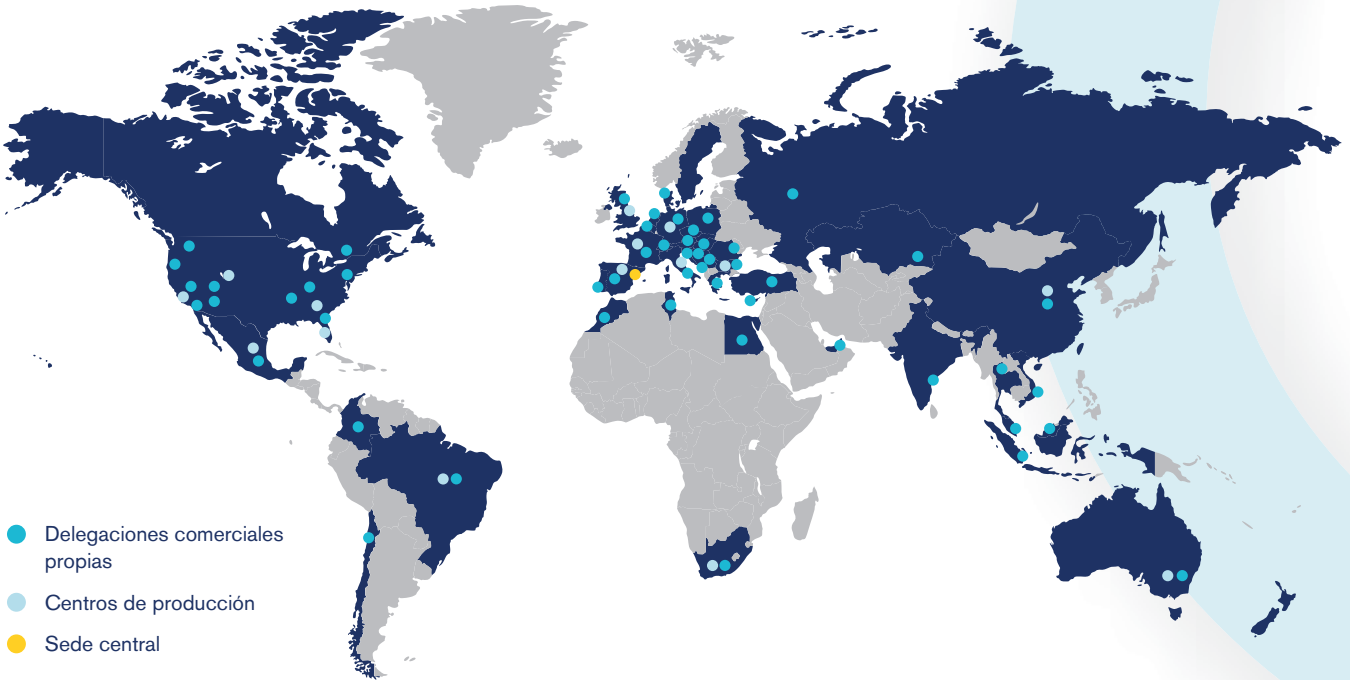 Delegaciones comerciales
propias
Centros de producción
Sede central